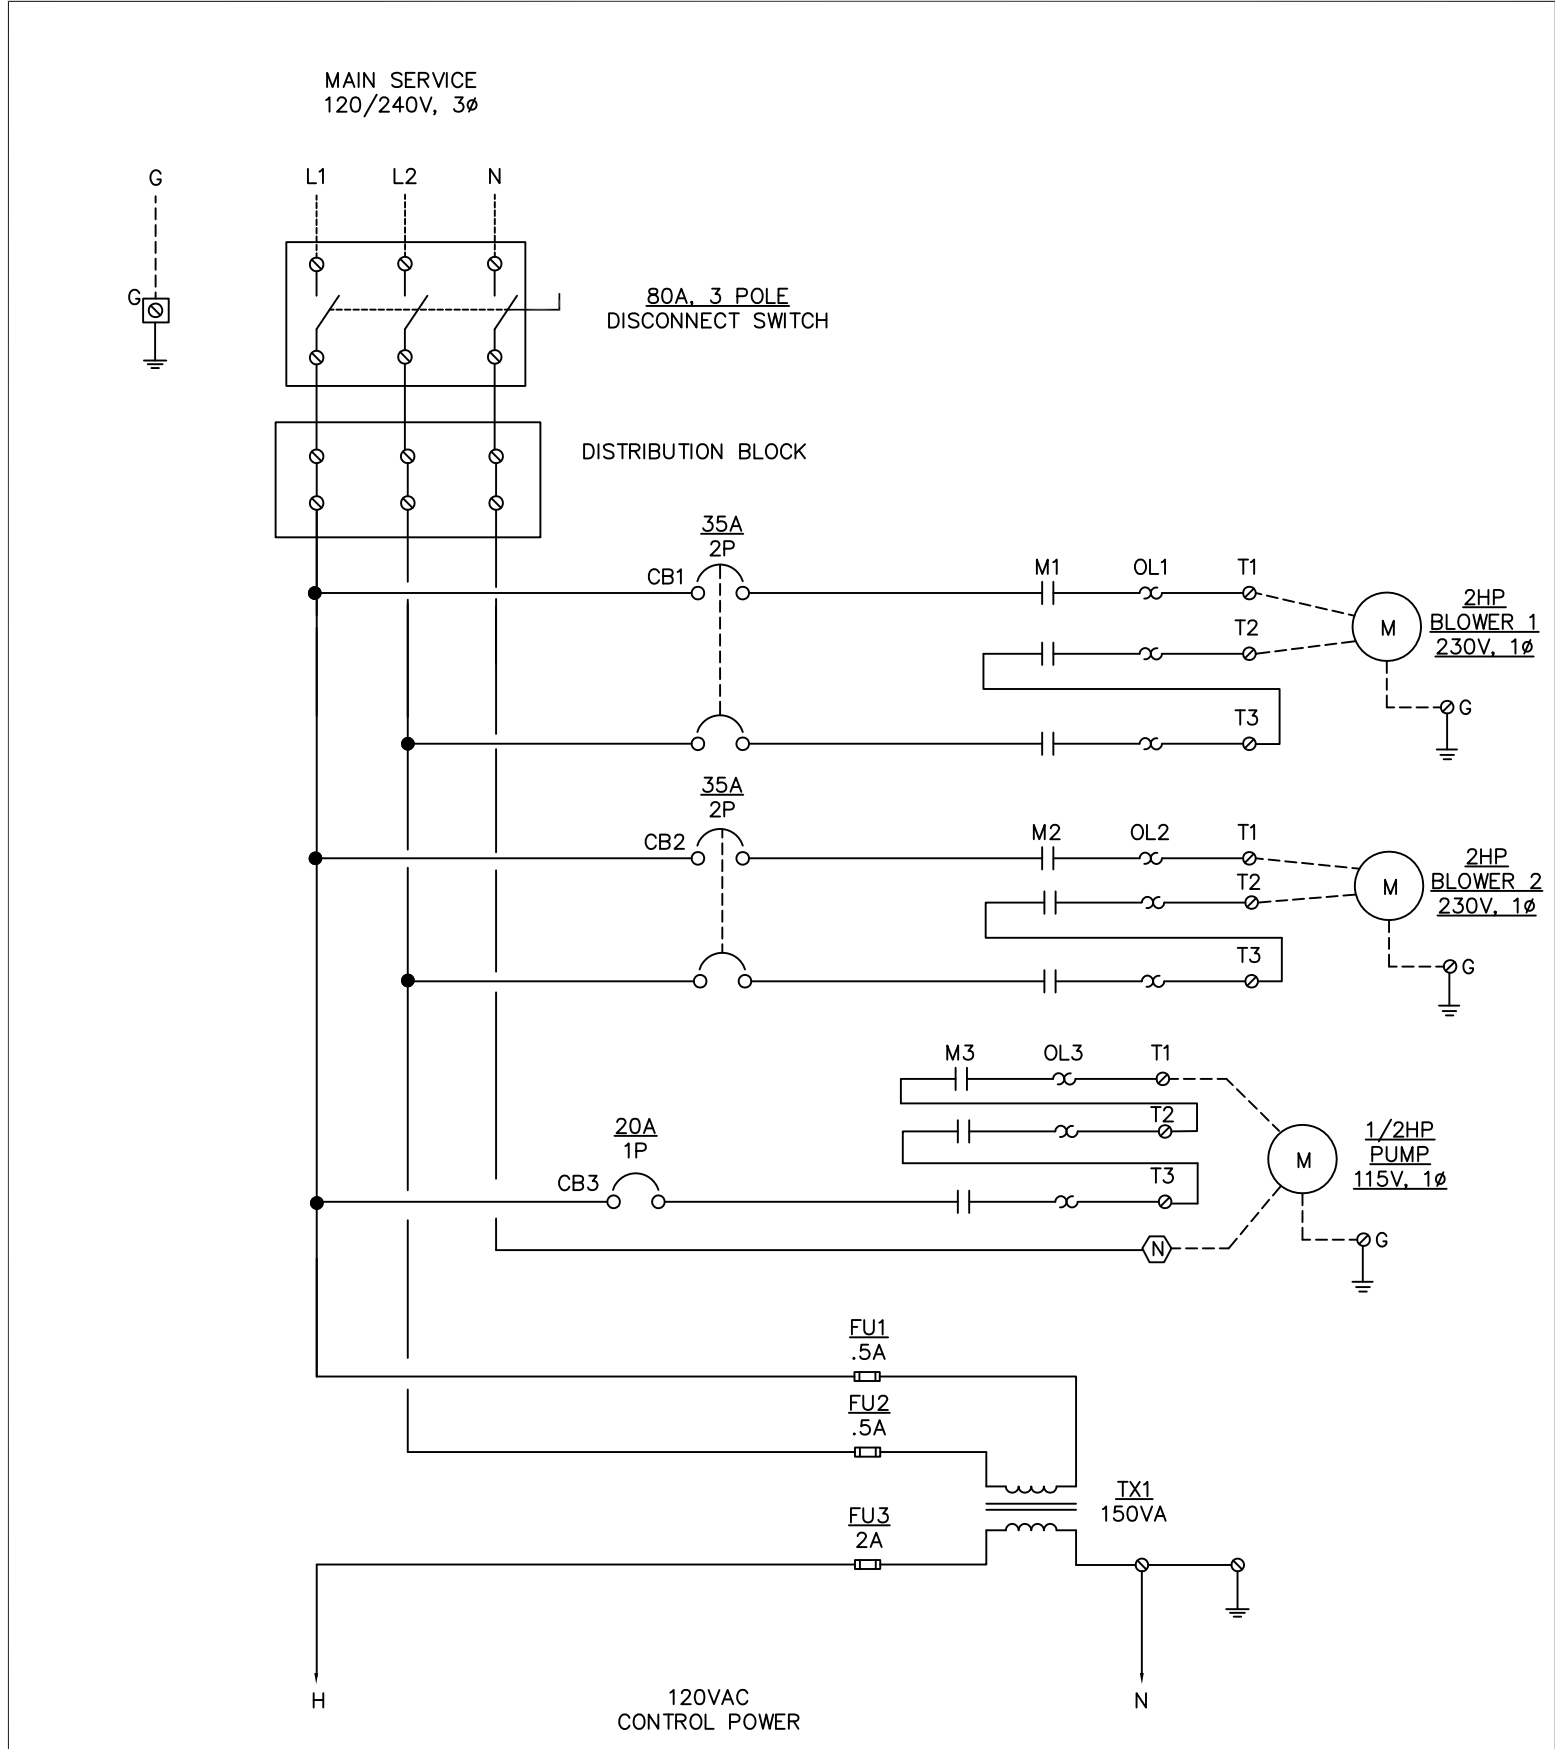 MAIN SERVICE
120/240V, 3ø
G
L1
L2
N
G
80A, 3 POLE
DISCONNECT SWITCH
DISTRIBUTION BLOCK
35A
2P
CB1
M1
OL1
T1
T2
T3
M
2HP
BLOWER 1
230V, 1ø
G
35A
2P
CB2
M2
OL2
T1
T2
T3
M
2HP
BLOWER 2
230V, 1ø
G
M3
OL3
T1
T2
T3
20A
1P
CB3
N
M
1/2HP
PUMP
115V, 1ø
G
FU1
.5A
FU2
.5A
FU3
2A
TX1
150VA
H
120VAC
CONTROL POWER
N